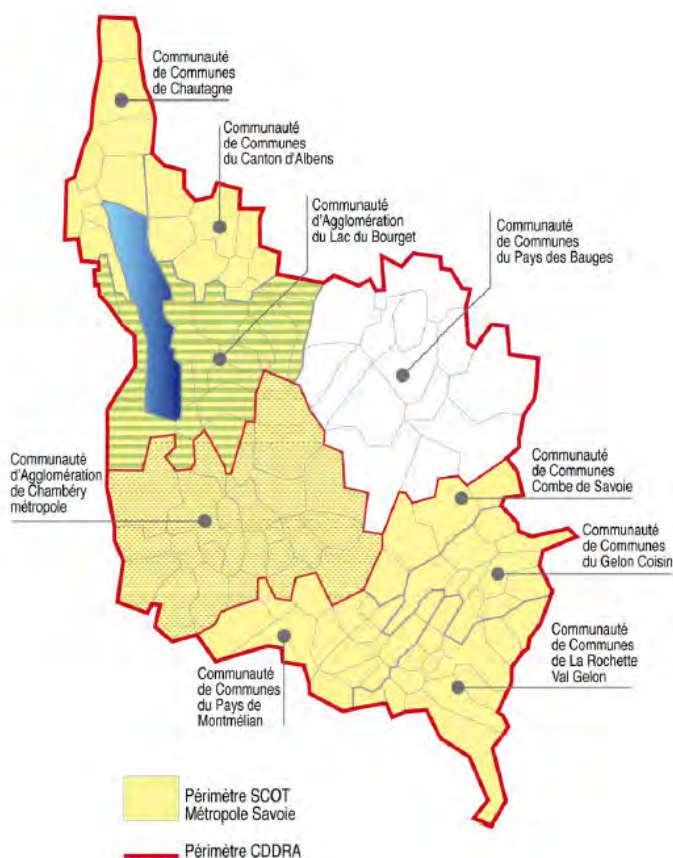 Communauté
de Communes
de Chautagne
Communauté
de Communes
du Canton d'Albens
Communauté
d'Agglomération
du Lac du Bourget
Communauté
de Communes
du Pays des Bauges
Communauté
d'Agglomération
de Chambéry
métropole
Communauté
de Communes
Combe de Savoie
Communauté
de Communes
du Gelon Coisin
Communauté
de Communes
de La Rochette
Val Gelon
Communauté
de Communes
du Pays de
Montmélian
Périmètre SCOT
Métropole Savoie
Périmètre CDDRA